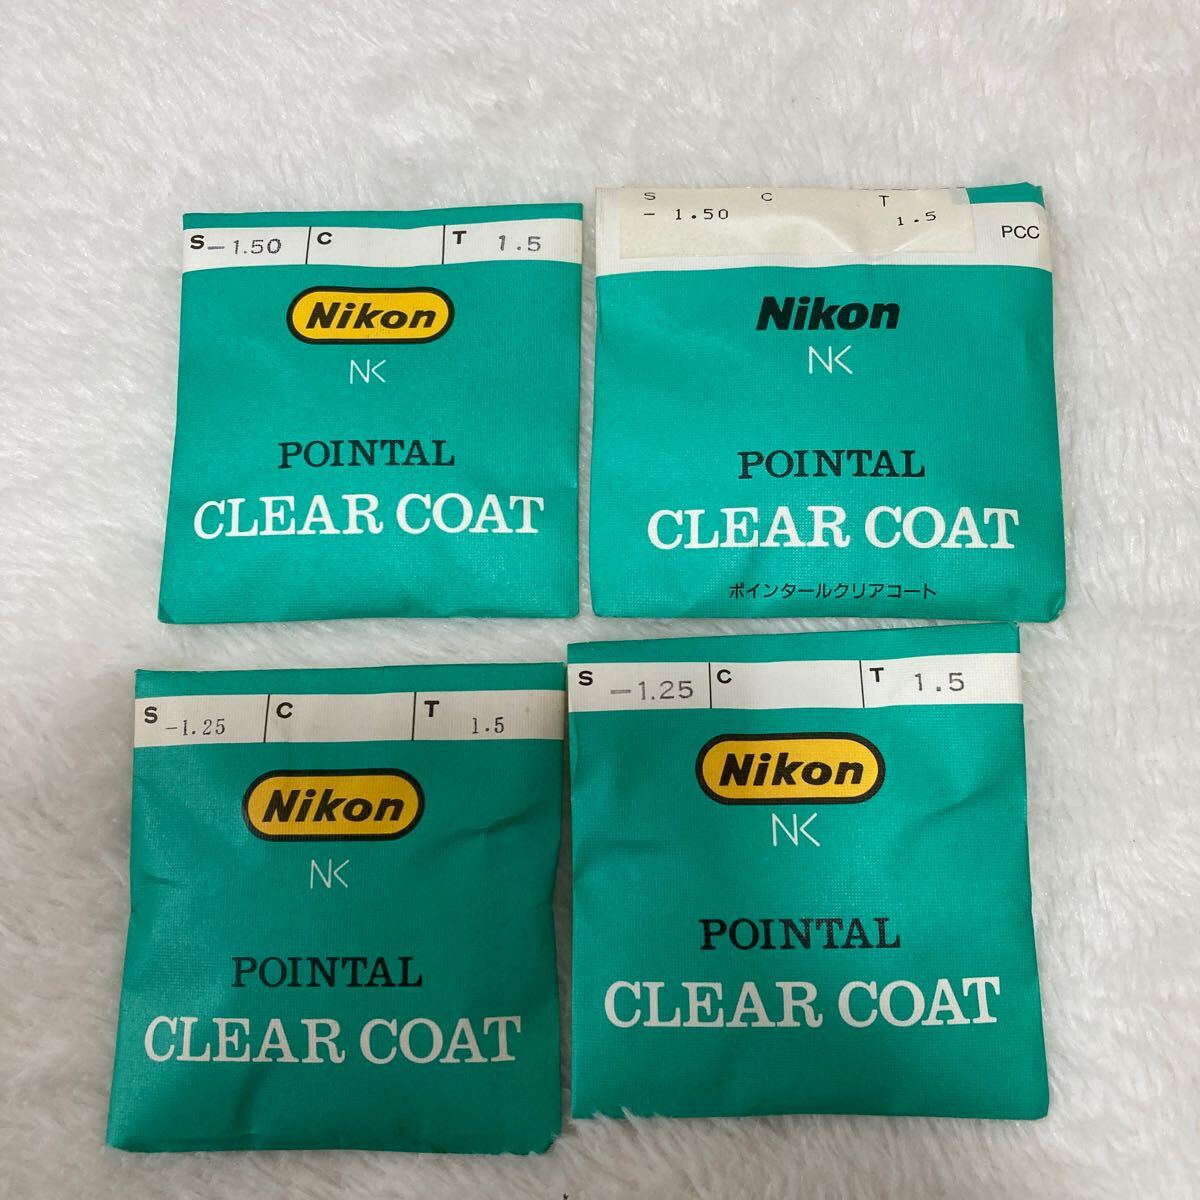 S -1.50 C T 1.5
Nikon
NK
POINTAL
CLEAR COAT
S C T
- 1.50 1.5
PCC
Nikon
NK
POINTAL
CLEAR COAT
ポインタールクリアコート
S -1.25 C T 1.5
Nikon
NK
POINTAL
CLEAR COAT
S -1.25 C T 1.5
Nikon
NK
POINTAL
CLEAR COAT